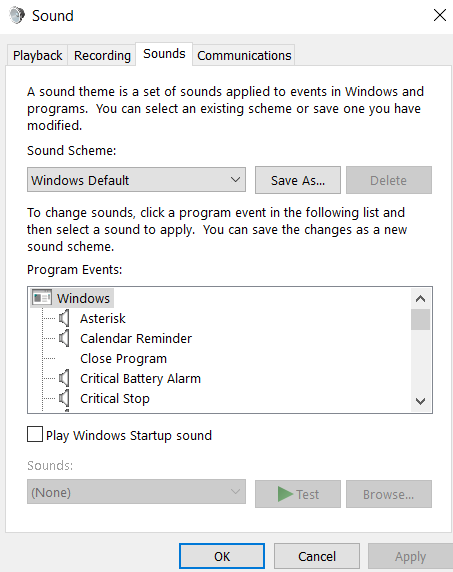 Sound
Playback Recording Sounds Communications
A sound theme is a set of sounds applied to events in Windows and
programs. You can select an existing scheme or save one you have
modified.
Sound Scheme:
Windows Default Save As... Delete
To change sounds, click a program event in the following list and
then select a sound to apply. You can save the changes as a new
sound scheme.
Program Events:
Windows
Asterisk
Calendar Reminder
Close Program
Critical Battery Alarm
Critical Stop
Play Windows Startup sound
Sounds:
(None) Test Browse...
OK Cancel Apply